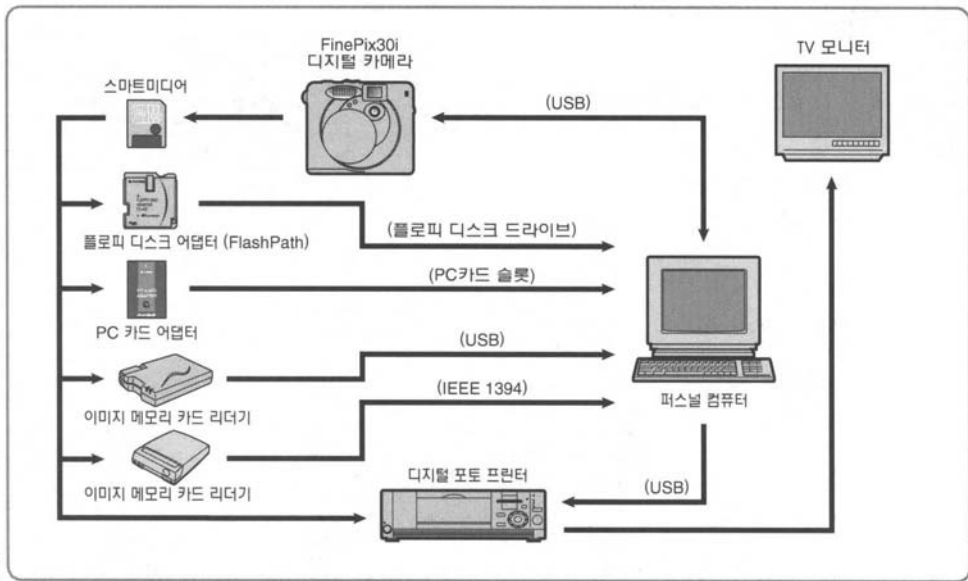 FinePix30i
디지털 카메라
TV 모니터
스마트미디어
(USB)
플로피 디스크 어댑터 (FlashPath)
(플로피 디스크 드라이브)
(PC카드 슬롯)
PC 카드 어댑터
(USB)
이미지 메모리 카드 리더기
(IEEE 1394)
퍼스널 컴퓨터
이미지 메모리 카드 리더기
디지털 포토 프린터
(USB)